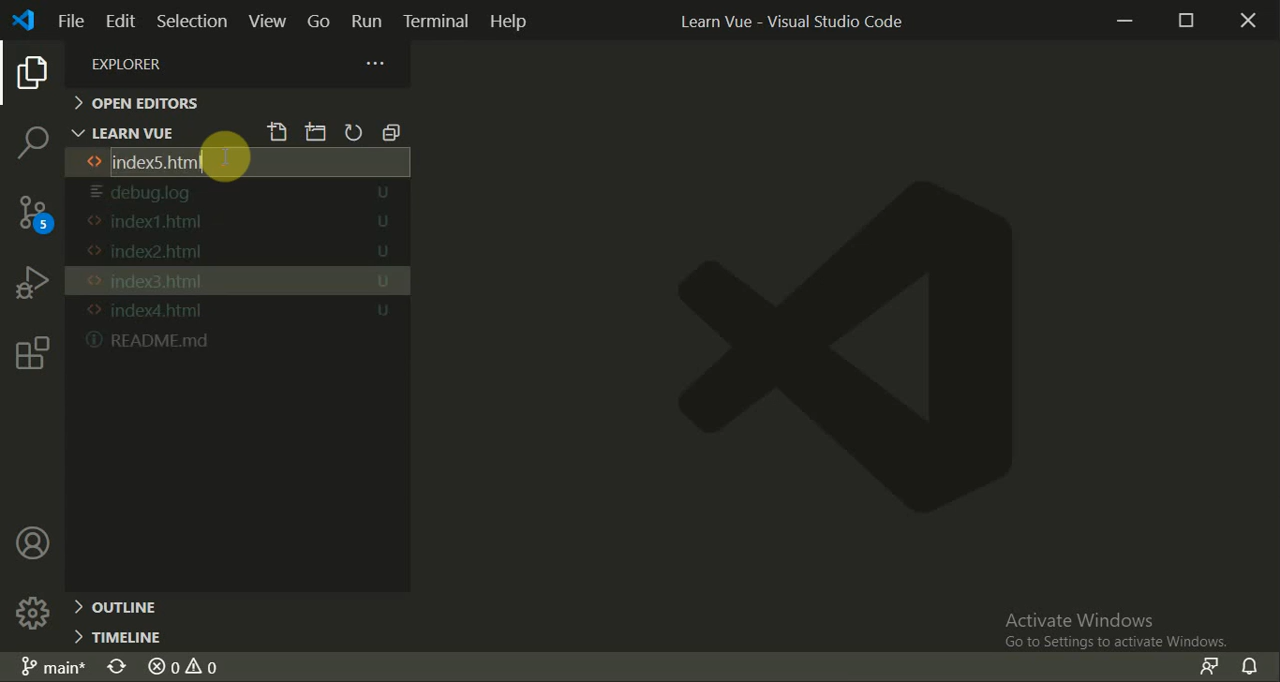 File Edit Selection View Go Run Terminal Help Learn Vue - Visual Studio Code
EXPLORER
OPEN EDITORS
LEARN VUE
index5.html
debug.log U
index1.html U
5
index2.html U
index3.html U
index4.html U
README.md
OUTLINE
TIMELINE
Activate Windows
Go to Settings to activate Windows.
main* 0 0